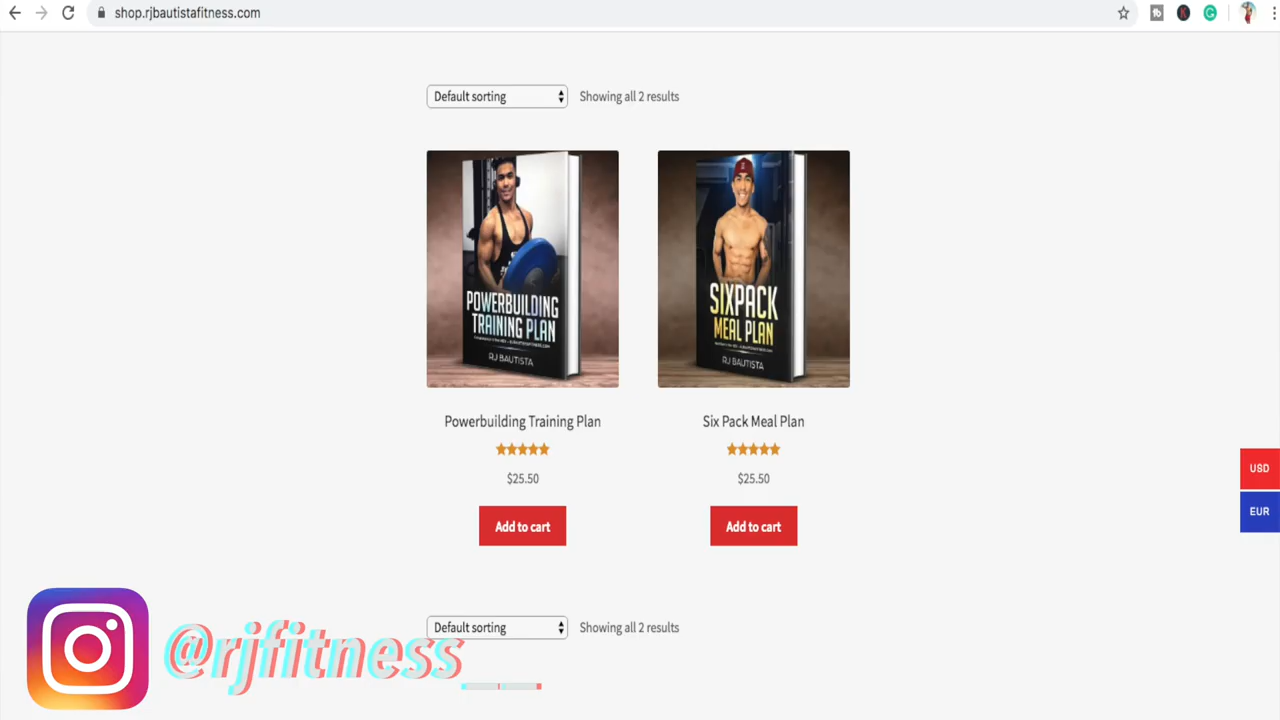 shop.rjbautistafitness.com
Default sorting
Showing all 2 results
POWERBUILDING
TRAINING PLAN
RJ BAUTISTA
SIXPACK
MEAL PLAN
RJ BAUTISTA
Powerbuilding Training Plan
Six Pack Meal Plan
$25.50
$25.50
Add to cart
Add to cart
USD
EUR
Default sorting
Showing all 2 results
@rjfitness__